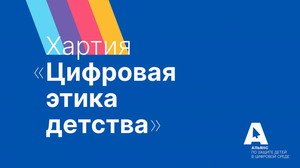 Хартия
«Цифровая
этика
детства»
АЛЬЯНС
ПО ЗАЩИТЕ ДЕТЕЙ
В ЦИФРОВОЙ СРЕДЕ